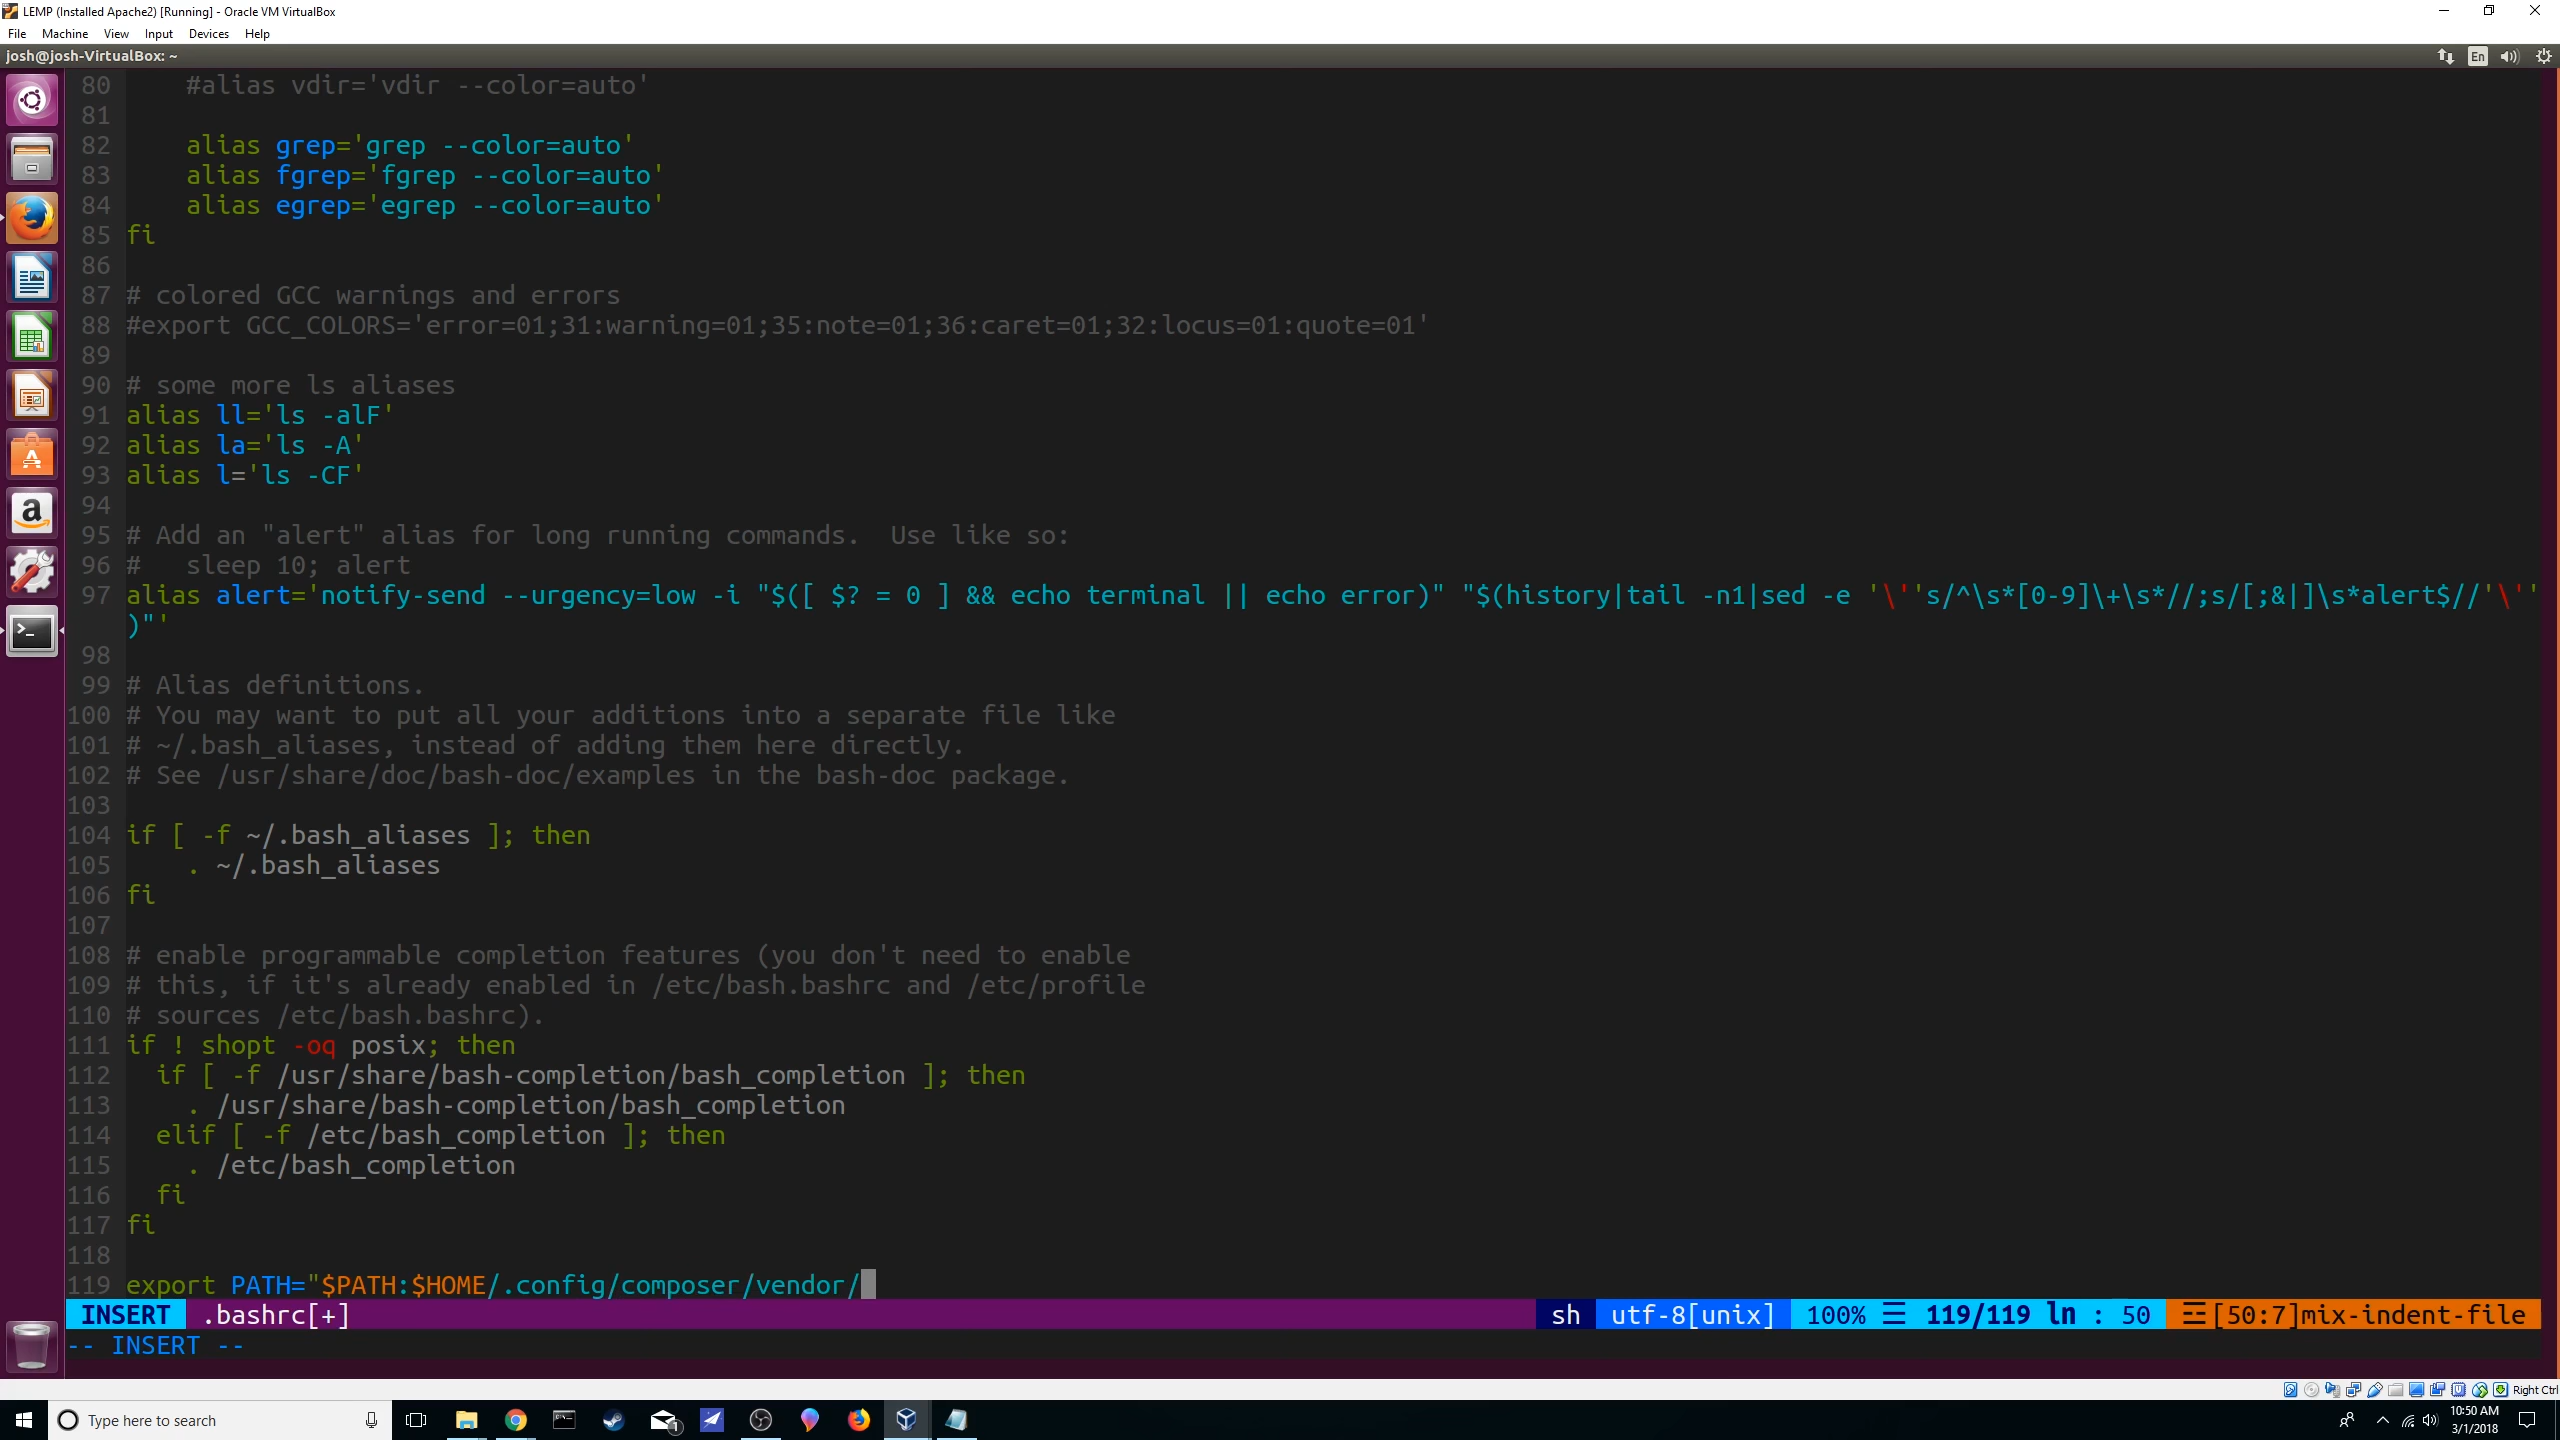 LEMP (Installed Apache2) [Running] - Oracle VM VirtualBox
File Machine View Input Devices Help
josh@josh-VirtualBox: ~
En
80     #alias vdir='vdir --color=auto'
81
82     alias grep='grep --color=auto'
83     alias fgrep='fgrep --color=auto'
84     alias egrep='egrep --color=auto'
85 fi
86
87 # colored GCC warnings and errors
88 #export GCC_COLORS='error=01;31:warning=01;35:note=01;36:caret=01;32:locus=01:quote=01'
89
90 # some more ls aliases
91 alias ll='ls -alF'
92 alias la='ls -A'
93 alias l='ls -CF'
94
95 # Add an "alert" alias for long running commands.  Use like so:
96 #   sleep 10; alert
97 alias alert='notify-send --urgency=low -i "$([ $? = 0 ] && echo terminal || echo error)" "$(history|tail -n1|sed -e '\''s/^\s*[0-9]\+\s*//;s/[;&|]\s*alert$//'\''
)"'
98
99 # Alias definitions.
100 # You may want to put all your additions into a separate file like
101 # ~/.bash_aliases, instead of adding them here directly.
102 # See /usr/share/doc/bash-doc/examples in the bash-doc package.
103
104 if [ -f ~/.bash_aliases ]; then
105     . ~/.bash_aliases
106 fi
107
108 # enable programmable completion features (you don't need to enable
109 # this, if it's already enabled in /etc/bash.bashrc and /etc/profile
110 # sources /etc/bash.bashrc).
111 if ! shopt -oq posix; then
112   if [ -f /usr/share/bash-completion/bash_completion ]; then
113     . /usr/share/bash-completion/bash_completion
114   elif [ -f /etc/bash_completion ]; then
115     . /etc/bash_completion
116   fi
117 fi
118
119 export PATH="$PATH:$HOME/.config/composer/vendor/
INSERT .bashrc[+] sh utf-8[unix] 100% ☰ 119/119 ln : 50 ☲[50:7]mix-indent-file
-- INSERT --
Right Ctrl
Type here to search
1
10:50 AM
3/1/2018